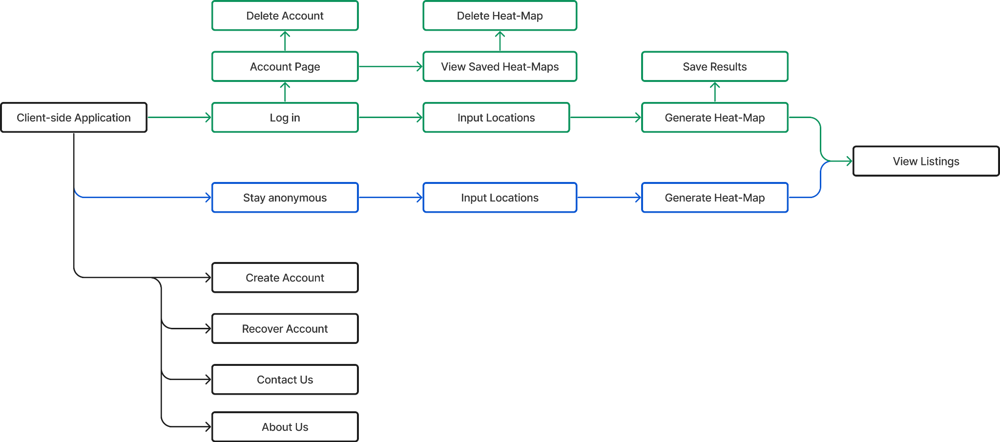 Delete Account
Delete Heat-Map
Account Page
View Saved Heat-Maps
Save Results
Client-side Application
Log in
Input Locations
Generate Heat-Map
View Listings
Stay anonymous
Input Locations
Generate Heat-Map
Create Account
Recover Account
Contact Us
About Us